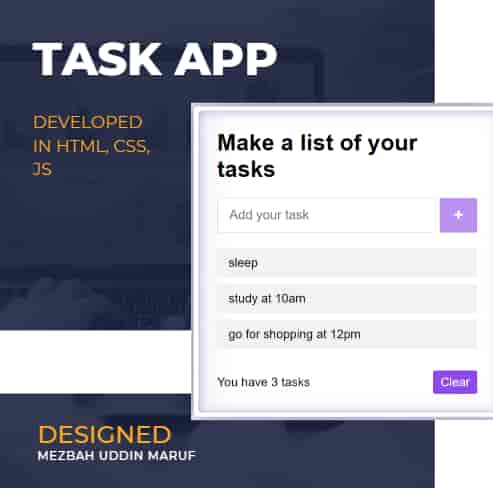 TASK APP
DEVELOPED
IN HTML, CSS,
JS
Make a list of your
tasks
Add your task
+
sleep
study at 10am
go for shopping at 12pm
You have 3 tasks
Clear
DESIGNED
MEZBAH UDDIN MARUF